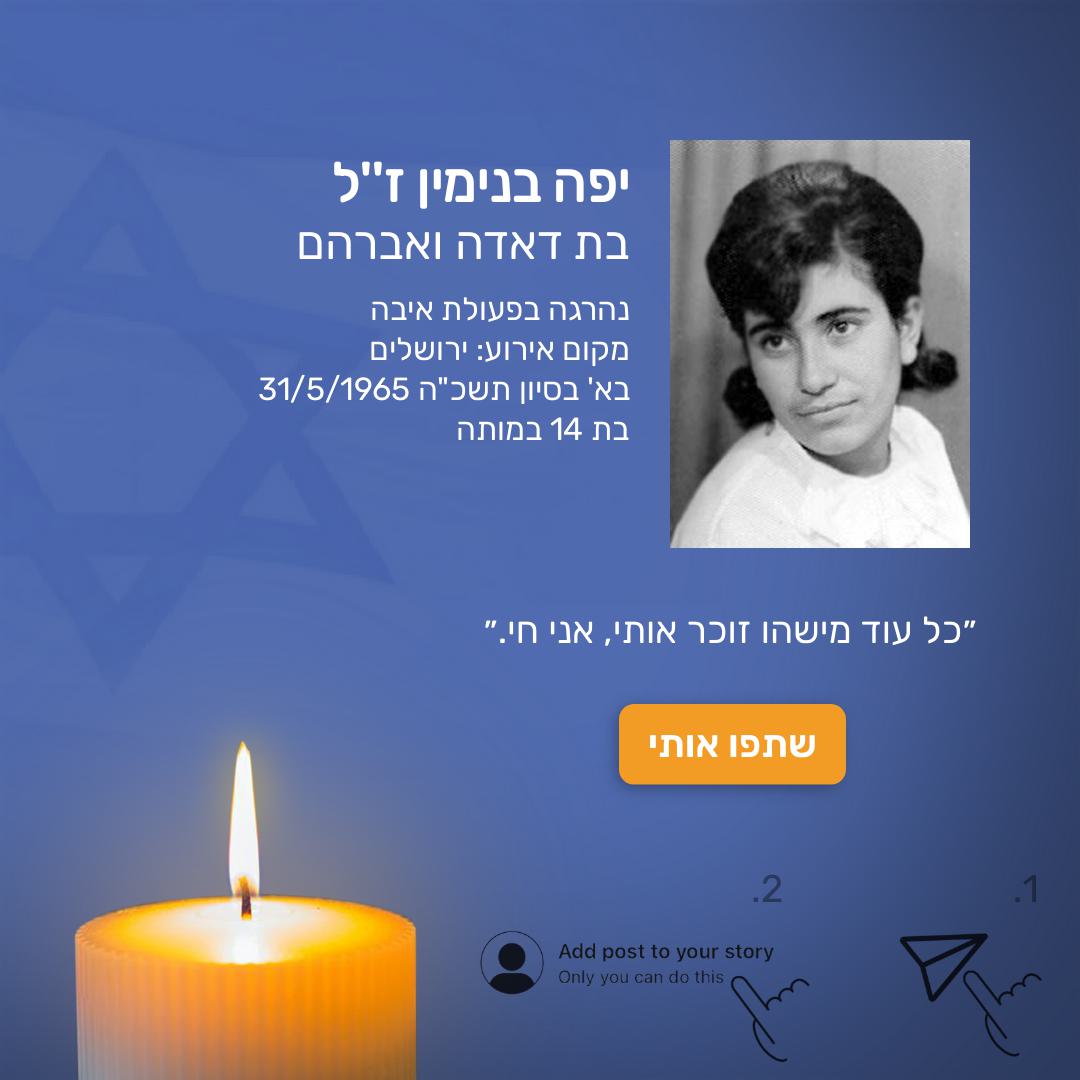 יפה בנימין ז"ל
בת דאדה ואברהם
נהרגה בפעולת איבה
מקום אירוע: ירושלים
בא' בסיון תשכ"ה 31/5/1965
בת 14 במותה
״כל עוד מישהו זוכר אותי, אני חי.״
שתפו אותי
1.
2.
Add post to your story
Only you can do this